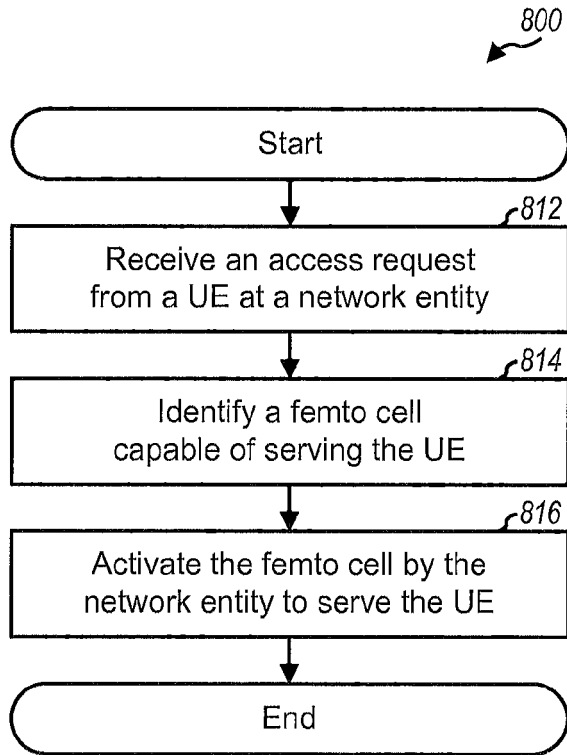 800
Start
812
Receive an access request
from a UE at a network entity
814
Identify a femto cell
capable of serving the UE
816
Activate the femto cell by the
network entity to serve the UE
End